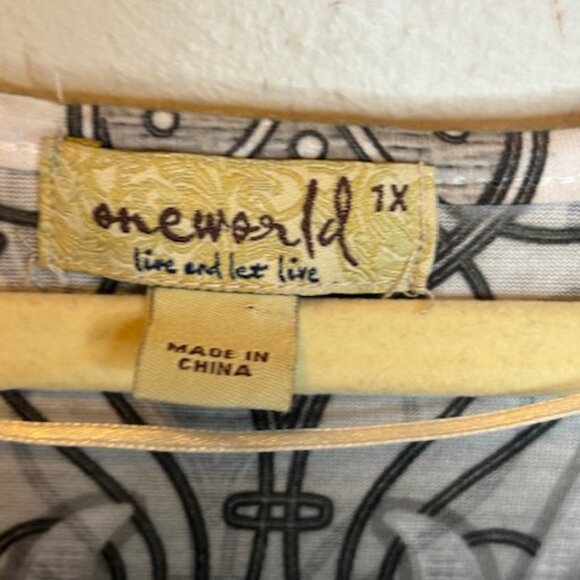 oneworld 1X
live and let live
MADE IN
CHINA